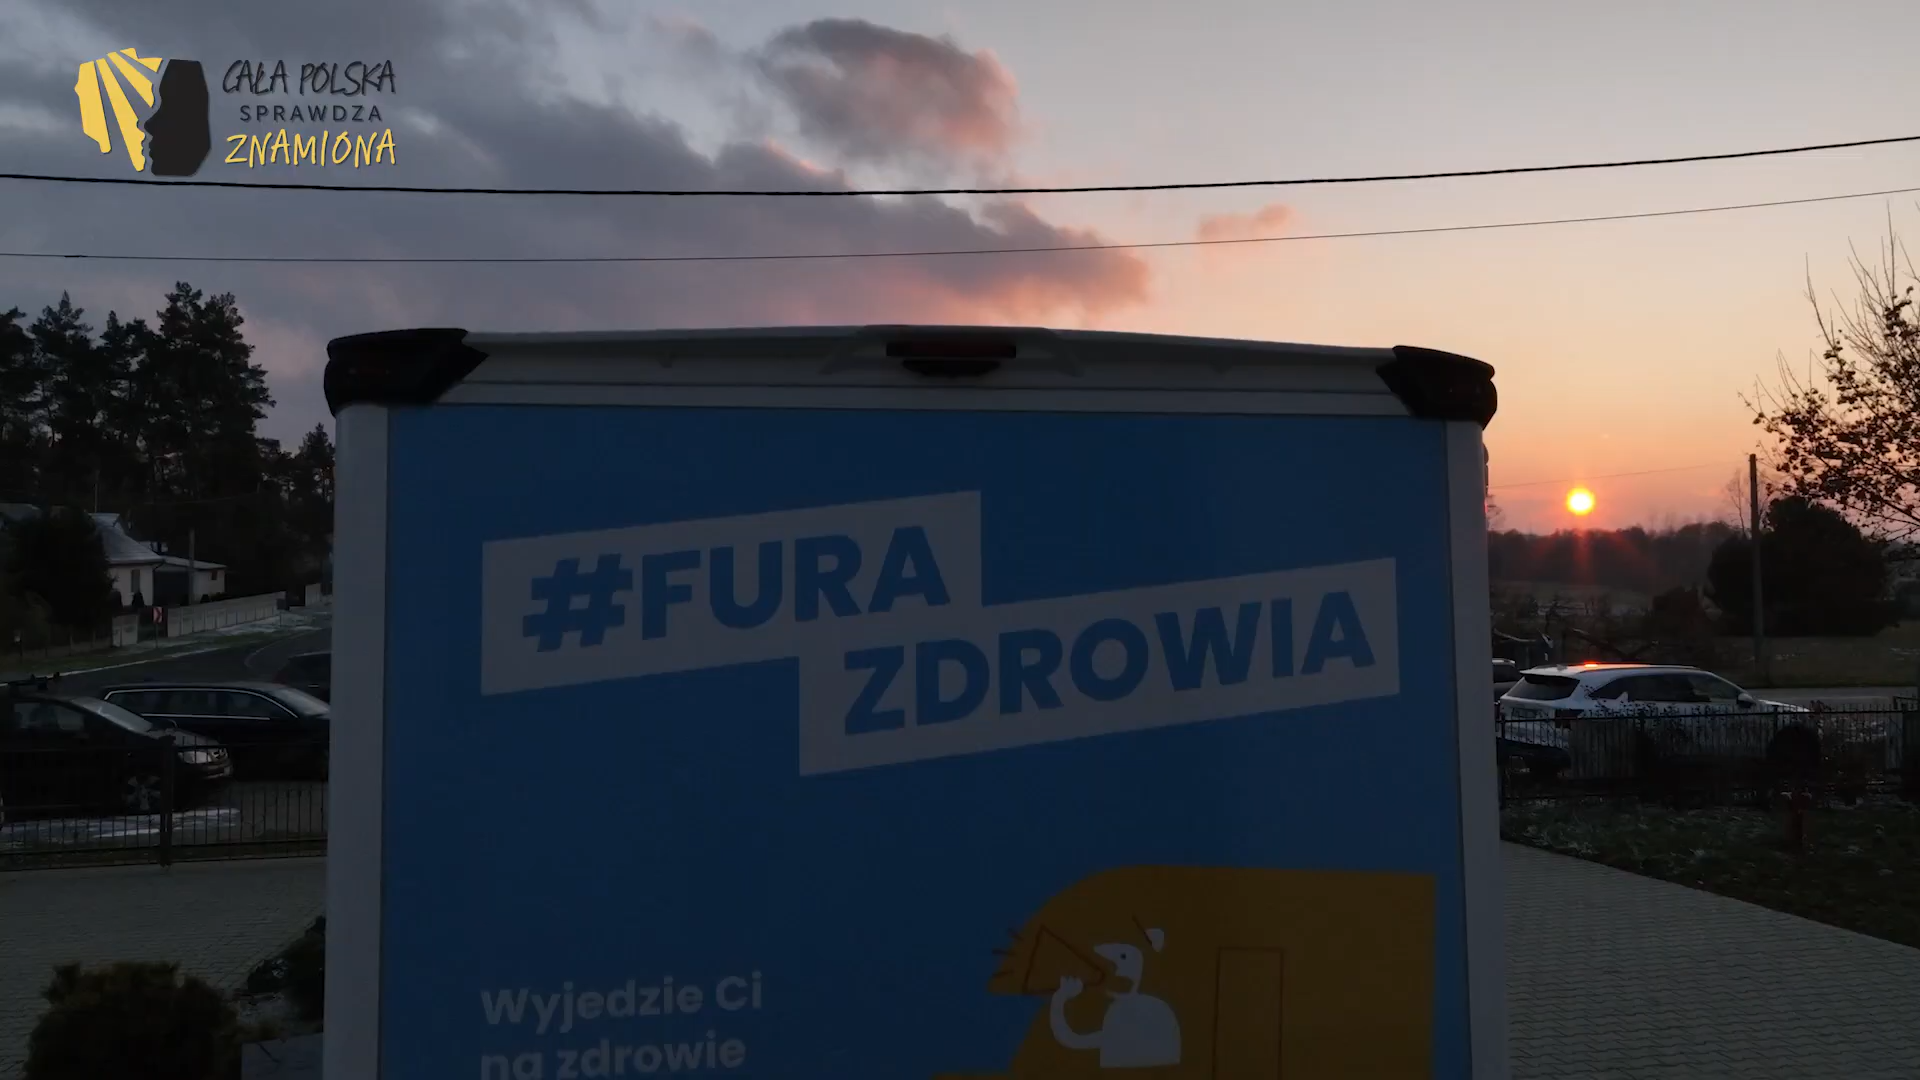 CAŁA POLSKA
SPRAWDZA
ZNAMIONA
#FURA
ZDROWIA
Wyjedzie Ci
na zdrowie